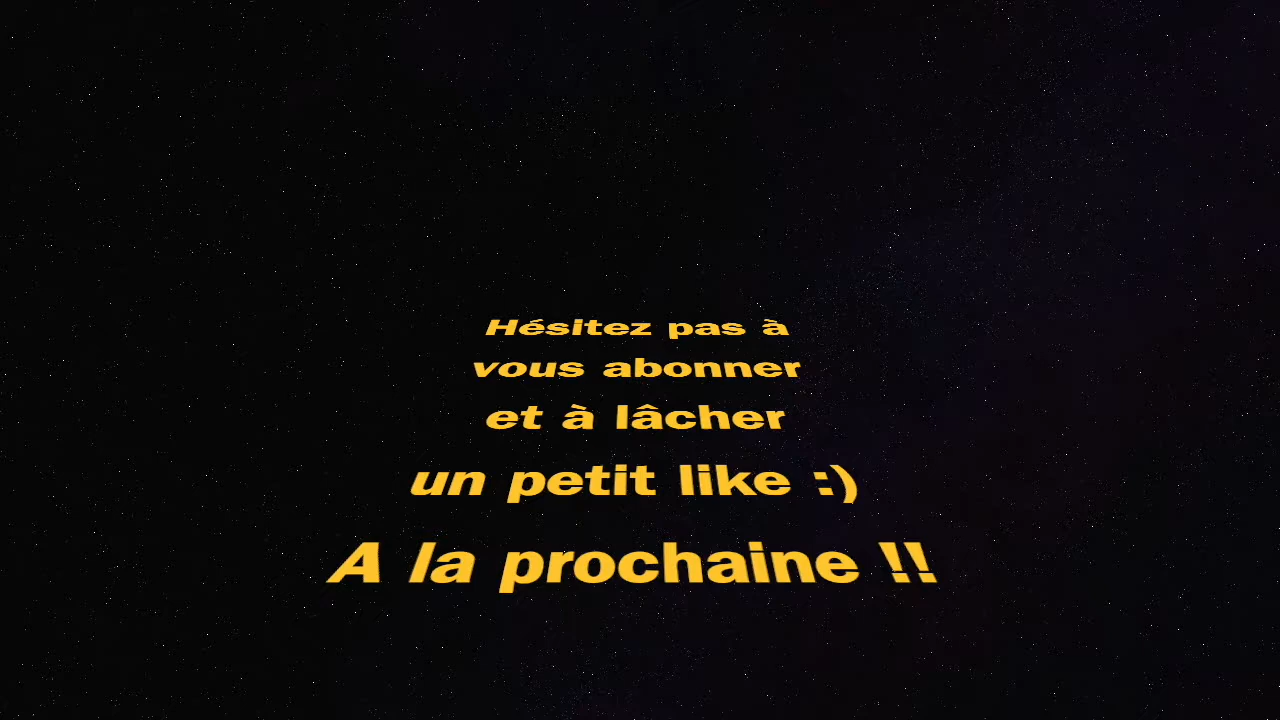 Hésitez pas à
vous abonner
et à lâcher
un petit like :)
A la prochaine !!